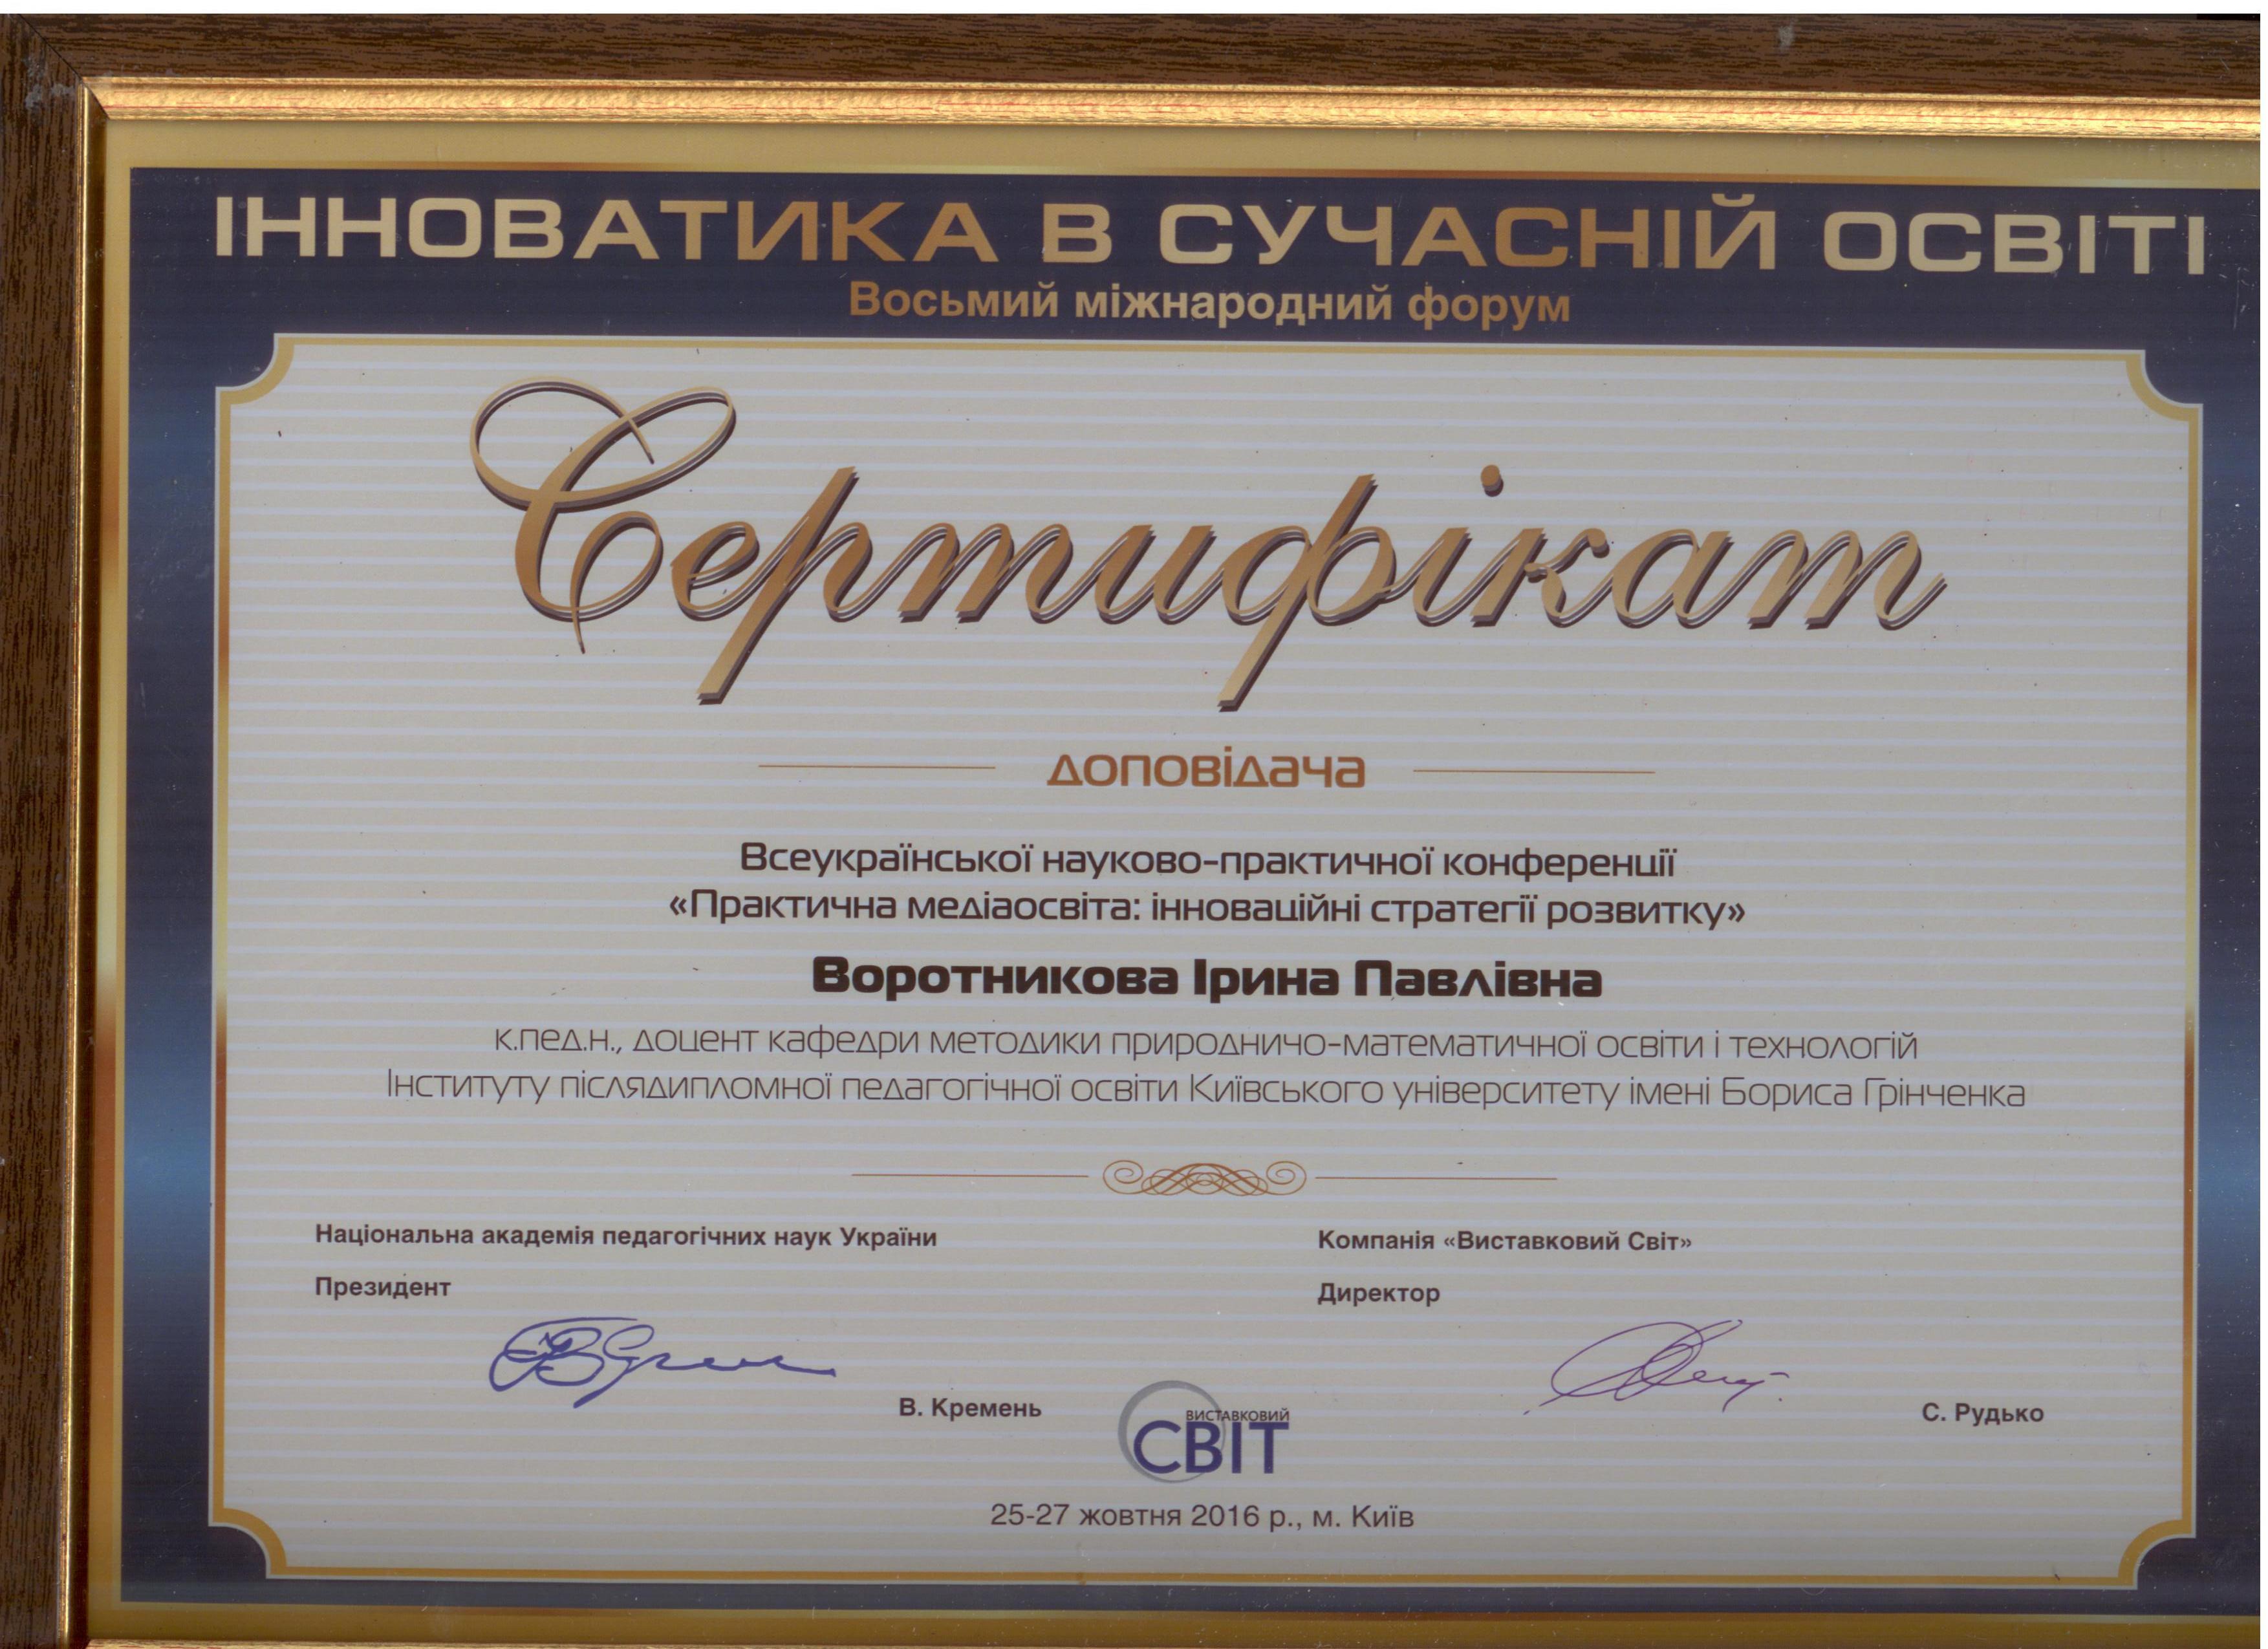 ІННОВАТИКА В СУЧАСНІЙ ОСВІТІ
Восьмий міжнародний форум
Сертифікат
доповідача
Всеукраїнської науково-практичної конференції
«Практична медіаосвіта: інноваційні стратегії розвитку»
Воротникова Ірина Павлівна
к.пед.н., доцент кафедри методики природничо-математичної освіти і технологій
Інституту післядипломної педагогічної освіти Київського університету імені Бориса Грінченка
Національна академія педагогічних наук України
Президент
В. Кремень
Компанія «Виставковий Світ»
Директор
С. Рудько
ВИСТАВКОВИЙ
СВІТ
25-27 жовтня 2016 р., м. Київ